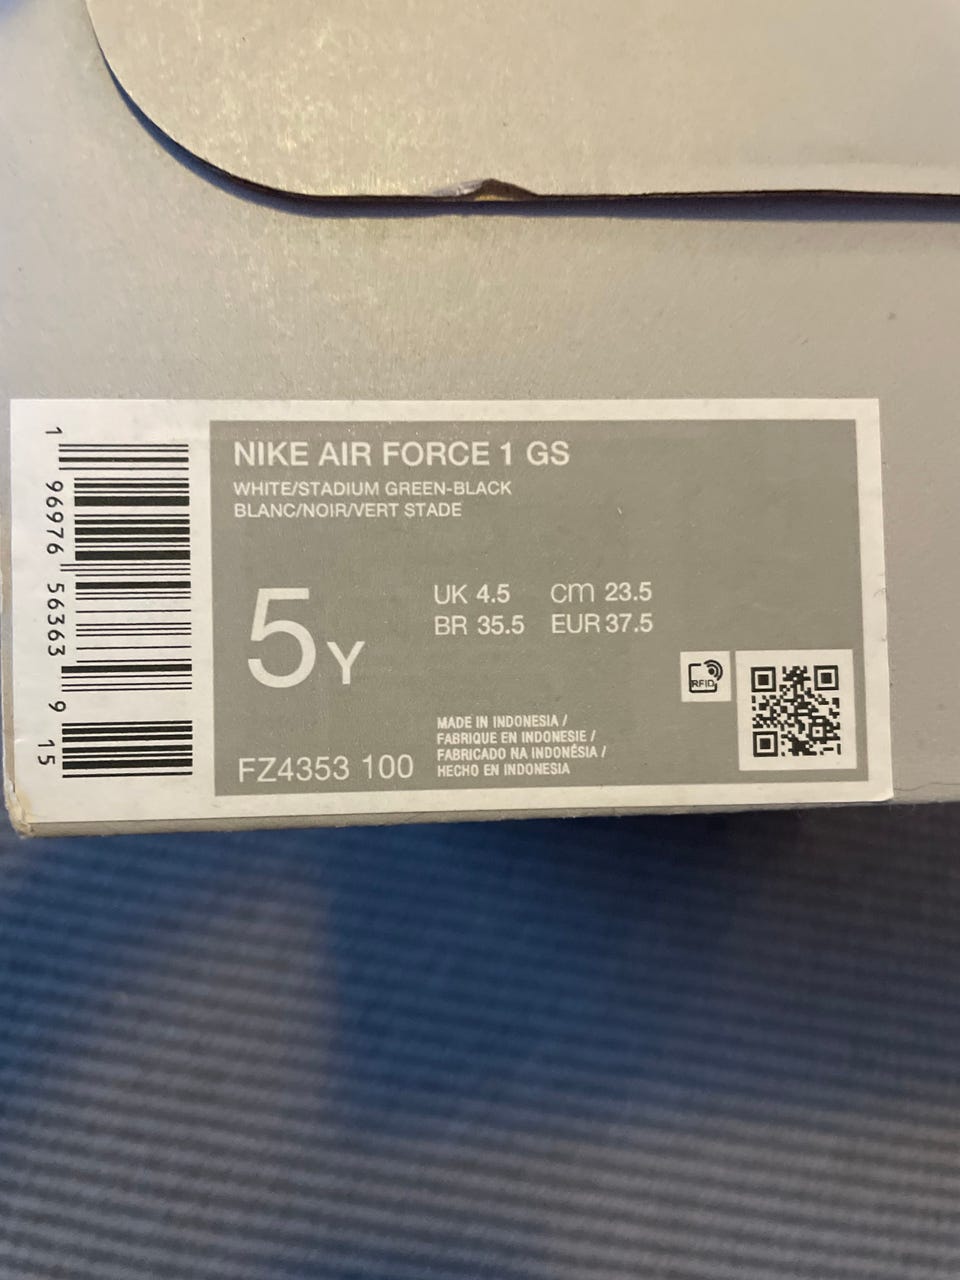 NIKE AIR FORCE 1 GS
WHITE/STADIUM GREEN-BLACK
BLANC/NOIR/VERT STADE
5Y
UK 4.5 cm 23.5
BR 35.5 EUR 37.5
RFID
MADE IN INDONESIA /
FABRIQUE EN INDONESIE /
FABRICADO NA INDONÉSIA /
HECHO EN INDONESIA
FZ4353 100
1 96976 56363 9 15